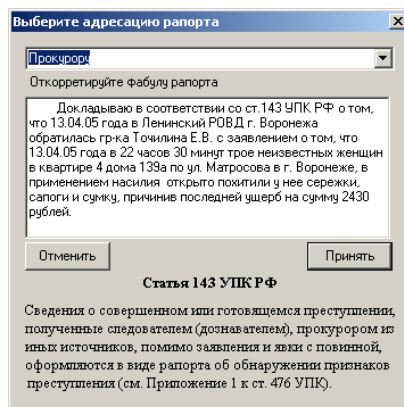 Выберите адресацию рапорта
Прокурору
Откорретируйте фабулу рапорта
Докладываю в соответствии со ст.143 УПК РФ о том,
что 13.04.05 года в Ленинский РОВД г. Воронежа
обратилась гр-ка Точилина Е.В. с заявлением о том, что
13.04.05 года в 22 часов 30 минут трое неизвестных женщин
в квартире 4 дома 139а по ул. Матросова в г. Воронеже, в
применением насилия открыто похитили у нее сережки,
сапоги и сумку, причинив последней ущерб на сумму 2430
рублей.
Отменить
Принять
Статья 143 УПК РФ
Сведения о совершенном или готовящемся преступлении,
полученные следователем (дознавателем), прокурором из
иных источников, помимо заявления и явки с повинной,
оформляются в виде рапорта об обнаружении признаков
преступления (см. Приложение 1 к ст. 476 УПК).